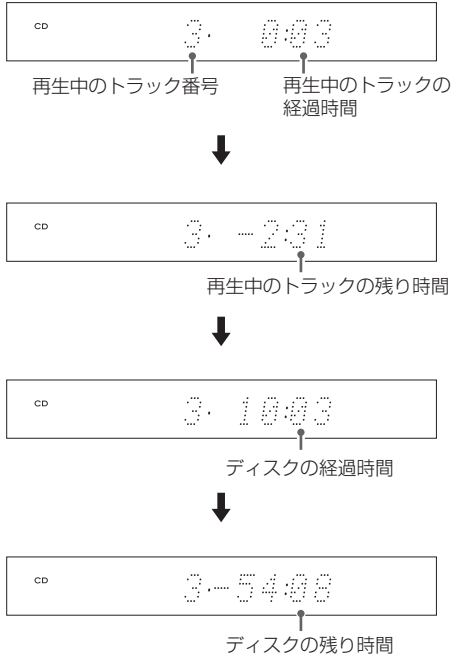 CD 3. 0:03
再生中のトラック番号
再生中のトラックの
経過時間
CD 3. -2:31
再生中のトラックの残り時間
CD 3. 10:03
ディスクの経過時間
CD 3.-54:08
ディスクの残り時間